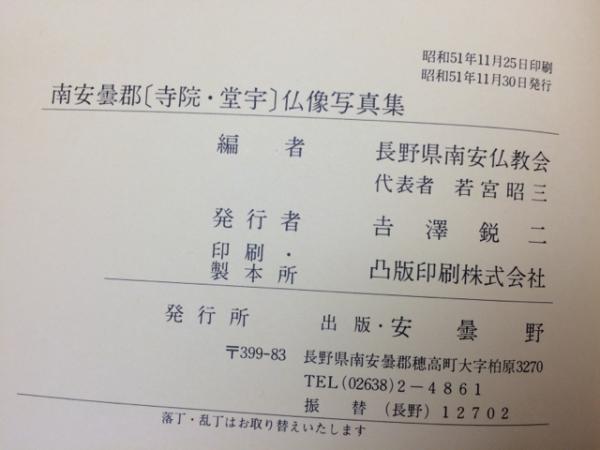 昭和51年11月25日印刷
昭和51年11月30日発行
南安曇郡〔寺院・堂宇〕仏像写真集
編者 長野県南安仏教会
代表者 若宮昭三
発行者 𠮷澤鋭二
印刷・製本所 凸版印刷株式会社
発行所 出版・安曇野
〒399-83 長野県南安曇郡穂高町大字柏原3270
TEL(02638)2-4861
振替(長野)12702
落丁・乱丁はお取り替えいたします